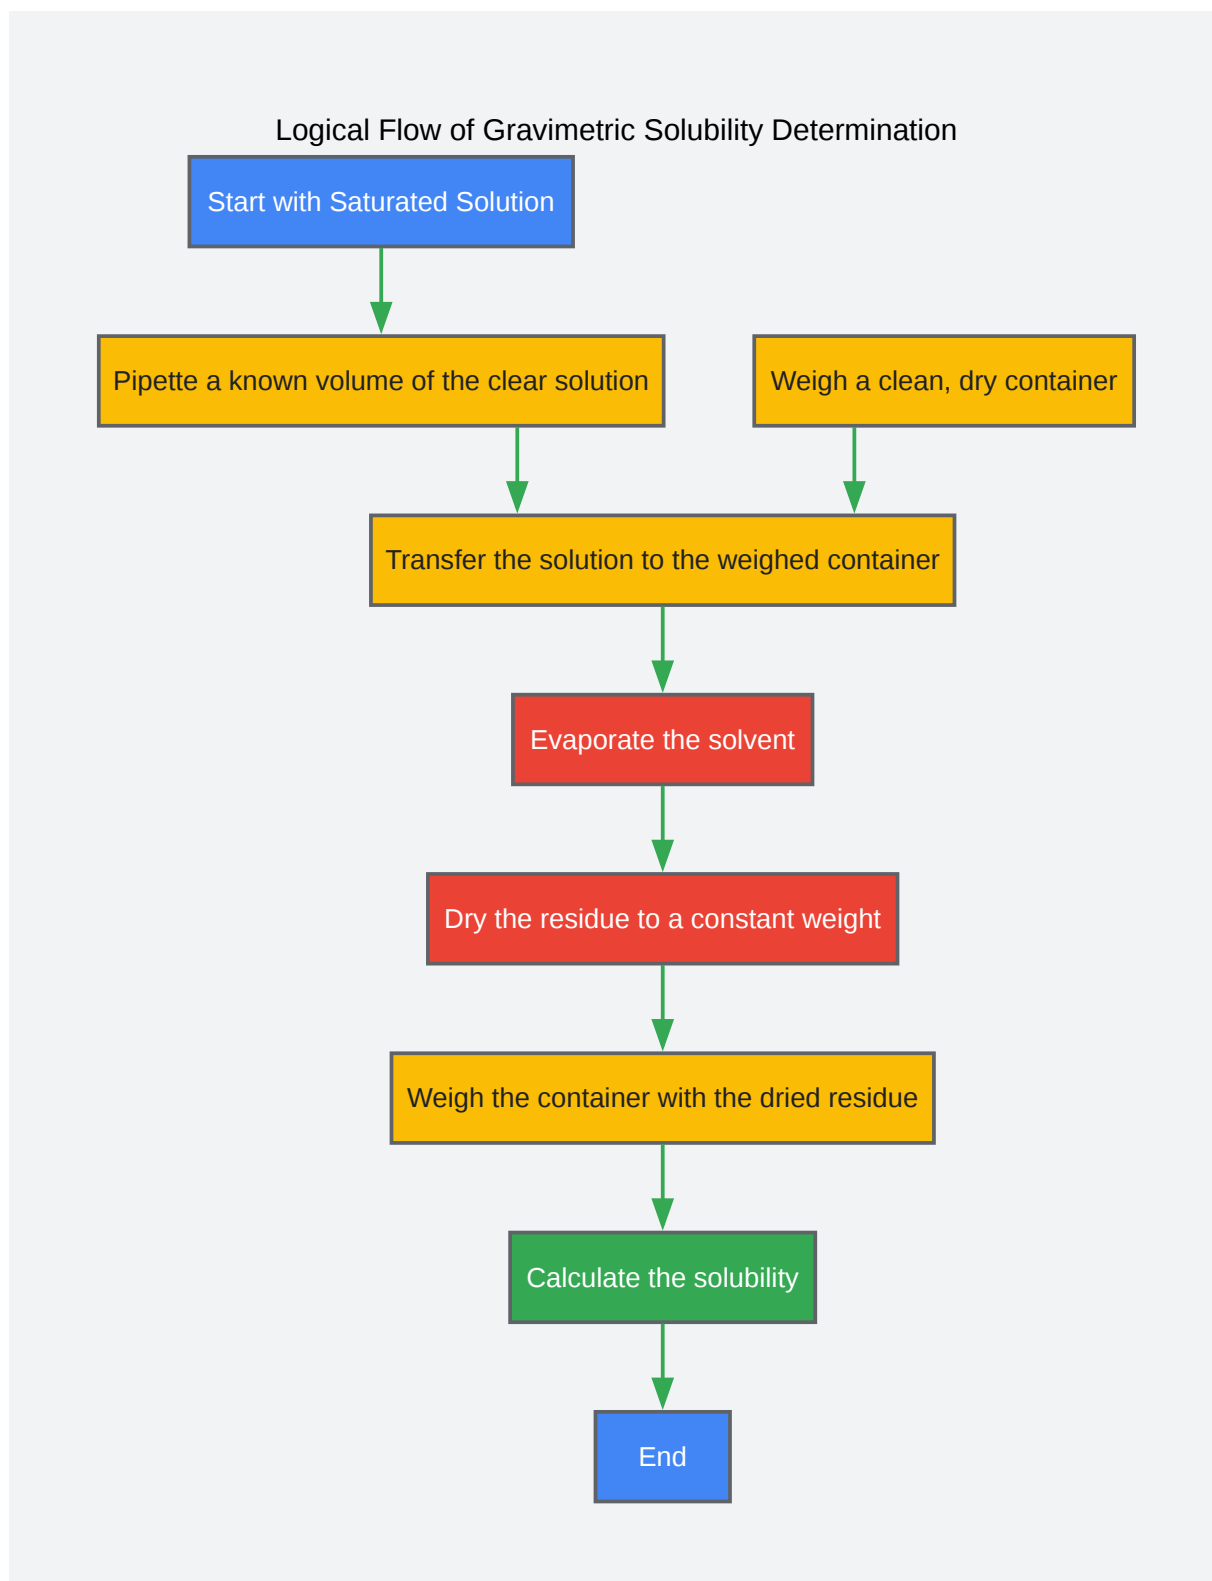 Logical Flow of Gravimetric Solubility Determination
Start with Saturated Solution
Pipette a known volume of the clear solution
Weigh a clean, dry container
Transfer the solution to the weighed container
Evaporate the solvent
Dry the residue to a constant weight
Weigh the container with the dried residue
Calculate the solubility
End